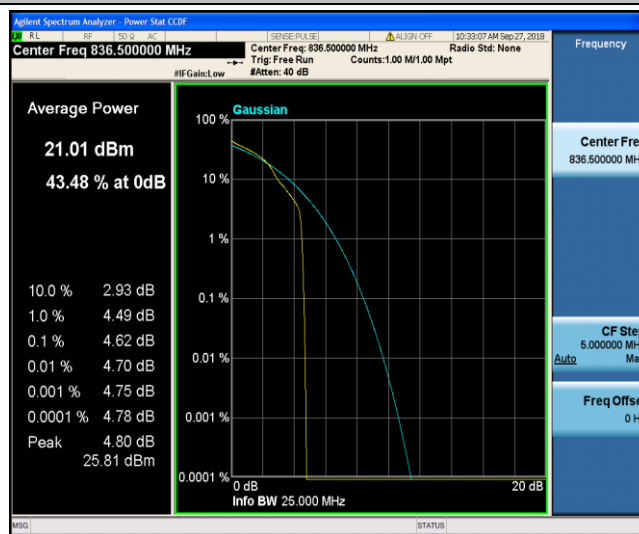 Agilent Spectrum Analyzer - Power Stat CCDF
RL RF 50 Ω AC SENSE:PULSE ALIGN OFF 10:33:07 AM Sep 27, 2018
Center Freq 836.500000 MHz
Center Freq: 836.500000 MHz Radio Std: None
Trig: Free Run Counts:1.00 M/1.00 Mpt
#IFGain:Low #Atten: 40 dB
Frequency
Average Power
21.01 dBm
43.48 % at 0dB
10.0 % 2.93 dB
1.0 % 4.49 dB
0.1 % 4.62 dB
0.01 % 4.70 dB
0.001 % 4.75 dB
0.0001 % 4.78 dB
Peak 4.80 dB
25.81 dBm
Gaussian
100 %
10 %
1 %
0.1 %
0.01 %
0.001 %
0.0001 %
0 dB 20 dB
Info BW 25.000 MHz
Center Fre
836.500000 MH
CF Ste
5.000000 MH
Auto Ma
Freq Offse
0 H
MSG STATUS